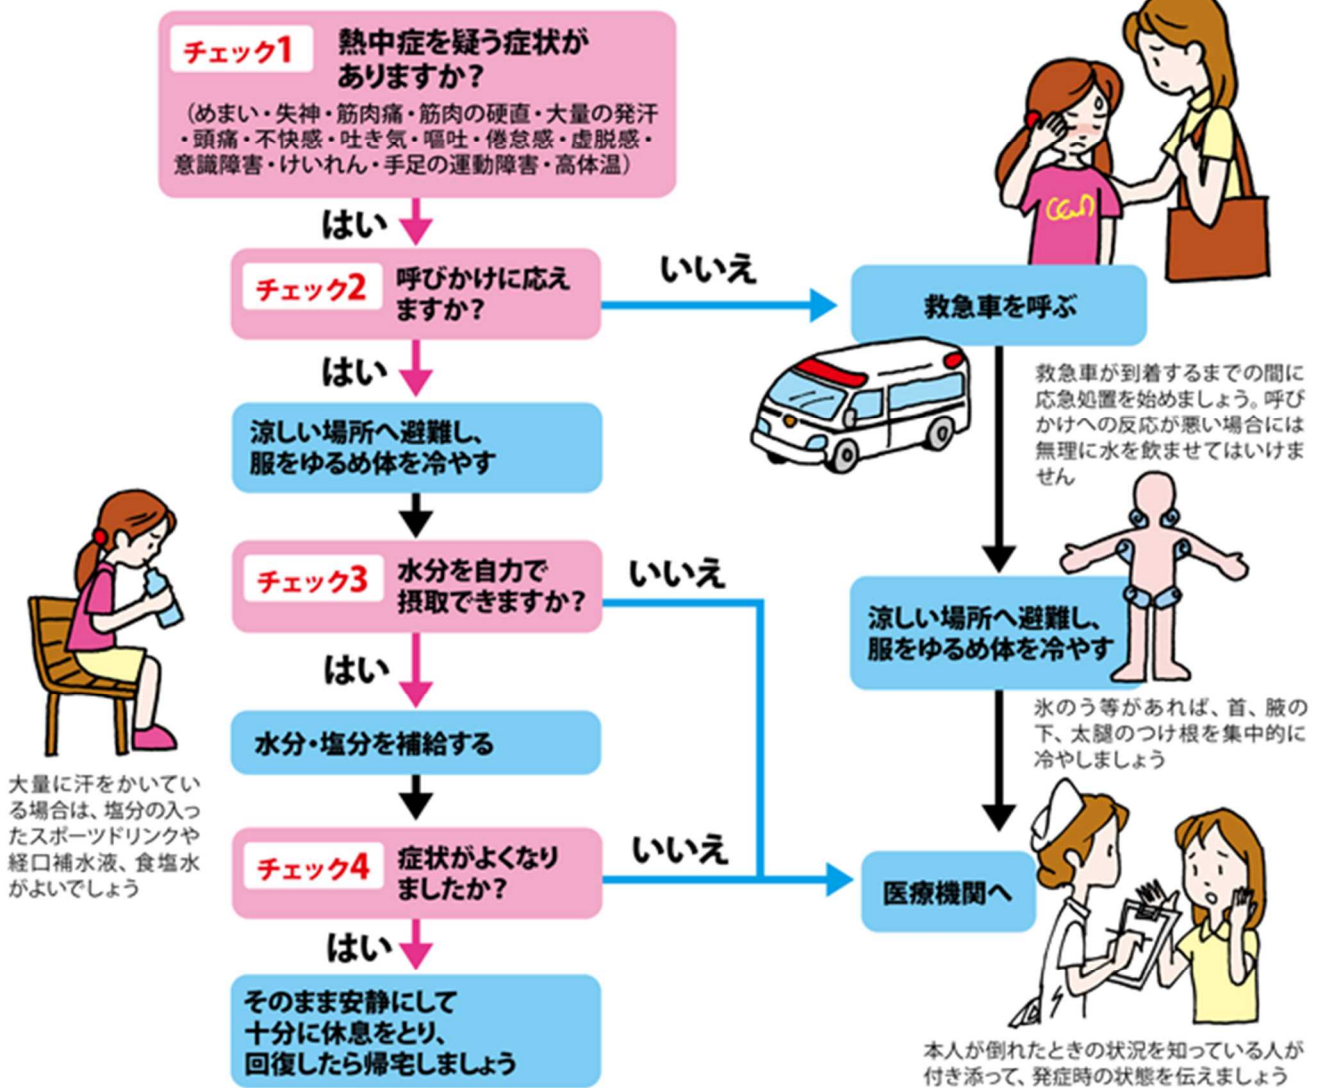 チェック1
熱中症を疑う症状が
ありますか?
(めまい・失神・筋肉痛・筋肉の硬直・大量の発汗
・頭痛・不快感・吐き気・嘔吐・倦怠感・虚脱感・
意識障害・けいれん・手足の運動障害・高体温)
はい
チェック2
呼びかけに応え
ますか?
いいえ
救急車を呼ぶ
救急車が到着するまでの間に
応急処置を始めましょう。呼び
かけへの反応が悪い場合には
無理に水を飲ませてはいけま
せん
はい
涼しい場所へ避難し、
服をゆるめ体を冷やす
チェック3
水分を自力で
摂取できますか?
いいえ
涼しい場所へ避難し、
服をゆるめ体を冷やす
氷のう等があれば、首、腋の
下、太腿のつけ根を集中的に
冷やしましょう
はい
水分・塩分を補給する
大量に汗をかいてい
る場合は、塩分の入っ
たスポーツドリンクや
経口補水液、食塩水
がよいでしょう
チェック4
症状がよくなり
ましたか?
いいえ
医療機関へ
はい
そのまま安静にして
十分に休息をとり、
回復したら帰宅しましょう
本人が倒れたときの状況を知っている人が
付き添って、発症時の状態を伝えましょう